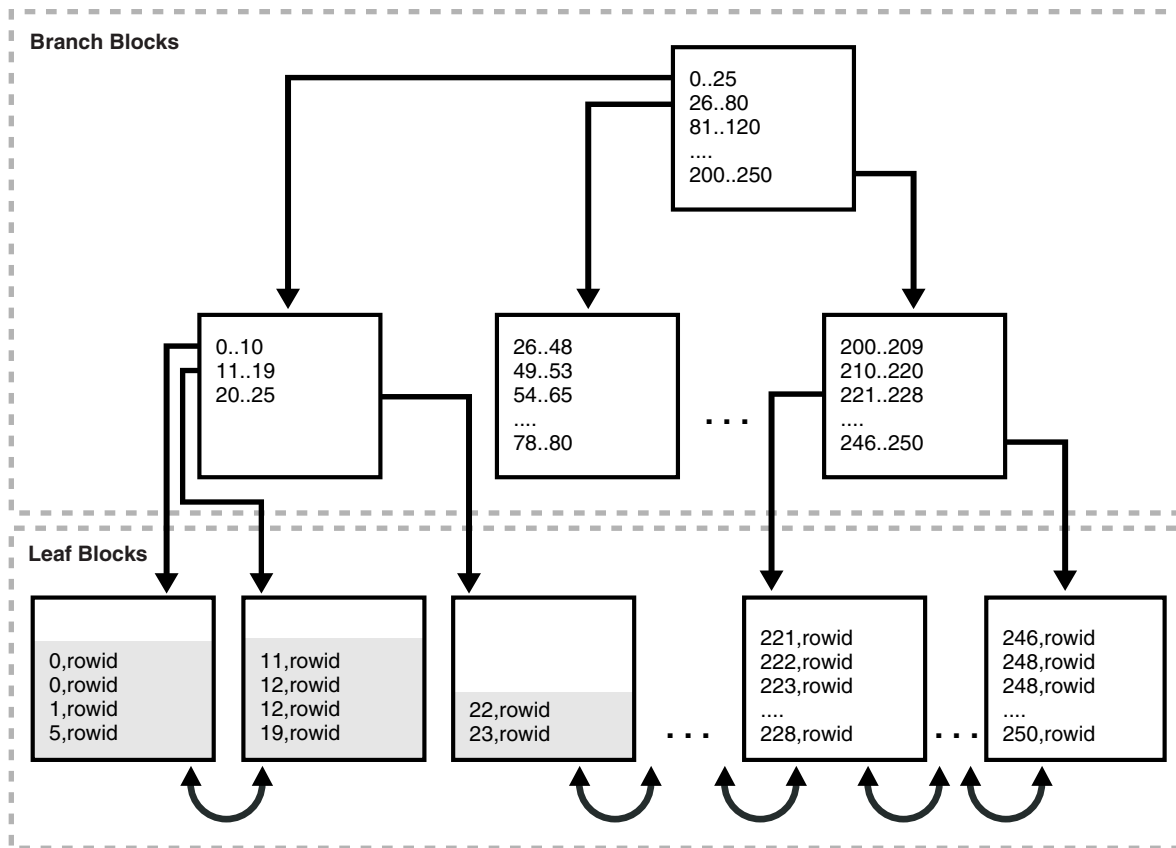 Branch Blocks
0..25
26..80
81..120
....
200..250
0..10
11..19
20..25
26..48
49..53
54..65
....
78..80
. . .
200..209
210..220
221..228
....
246..250
Leaf Blocks
0,rowid
0,rowid
1,rowid
5,rowid
11,rowid
12,rowid
12,rowid
19,rowid
22,rowid
23,rowid
. . .
221,rowid
222,rowid
223,rowid
....
228,rowid
. . .
246,rowid
248,rowid
248,rowid
....
250,rowid